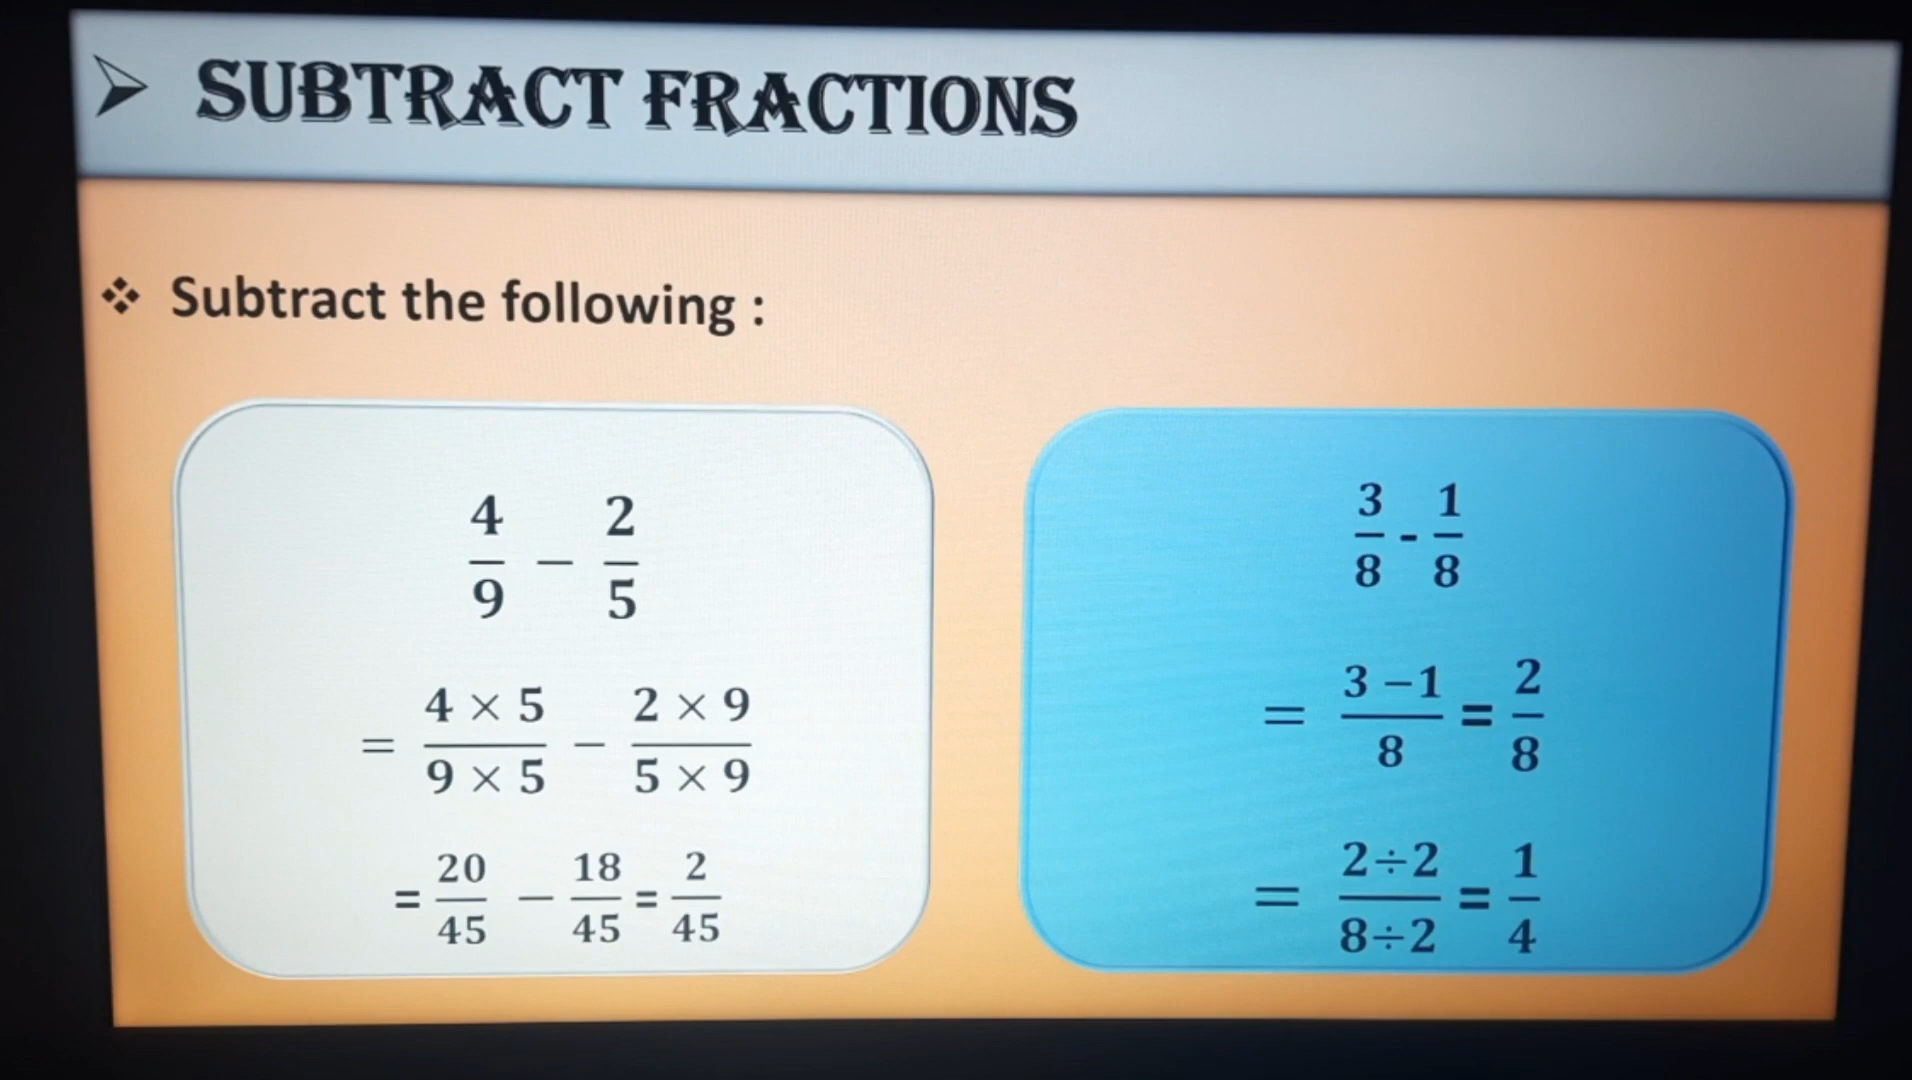 SUBTRACT FRACTIONS
Subtract the following :
4/9 − 2/5
= 4 × 5/9 × 5 − 2 × 9/5 × 9
= 20/45 − 18/45 = 2/45
3/8 - 1/8
= 3 − 1/8 = 2/8
= 2÷2/8÷2 = 1/4